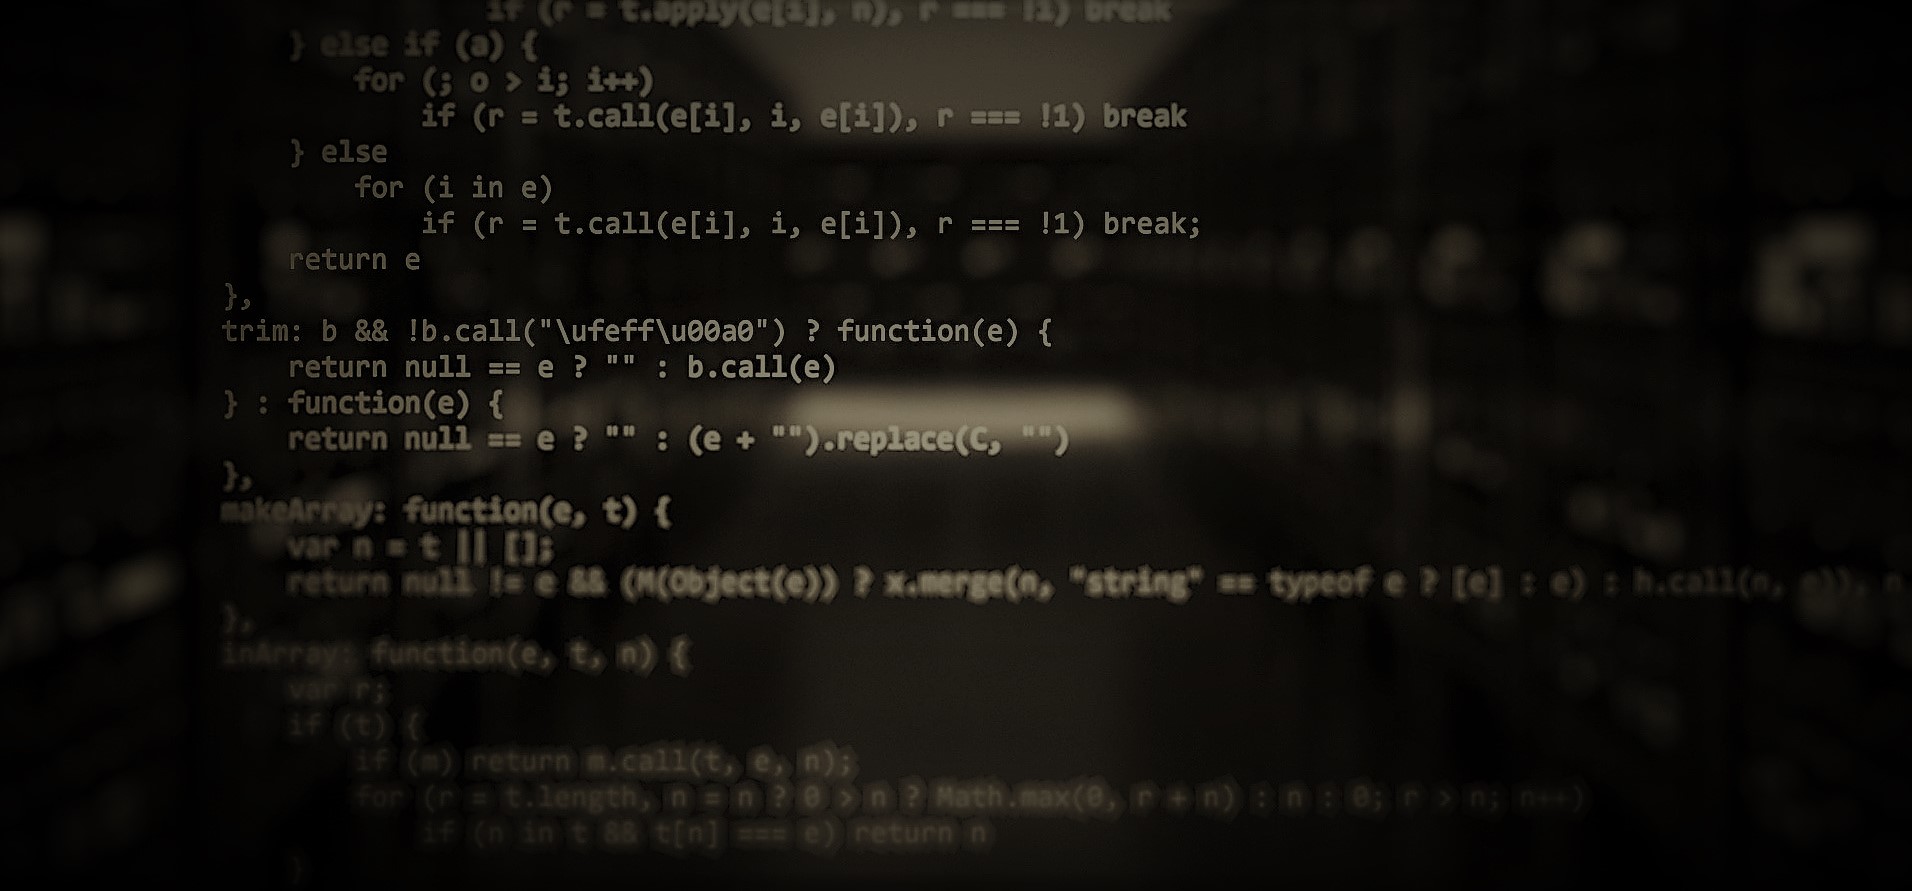 if (r = t.apply(e[i], n), r === !1) break
} else if (a) {
for (; o > i; i++)
if (r = t.call(e[i], i, e[i]), r === !1) break
} else
for (i in e)
if (r = t.call(e[i], i, e[i]), r === !1) break;
return e
},
trim: b && !b.call("\ufeff\u00a0") ? function(e) {
return null == e ? "" : b.call(e)
} : function(e) {
return null == e ? "" : (e + "").replace(C, "")
},
makeArray: function(e, t) {
var n = t || [];
return null != e && (M(Object(e)) ? x.merge(n, "string" == typeof e ? [e] : e) : h.call(n, e)), n
},
inArray: function(e, t, n) {
var r;
if (t) {
if (m) return m.call(t, e, n);
for (r = t.length, n = n ? 0 > n ? Math.max(0, r + n) : n : 0; r > n; n++)
if (n in t && t[n] === e) return n
}